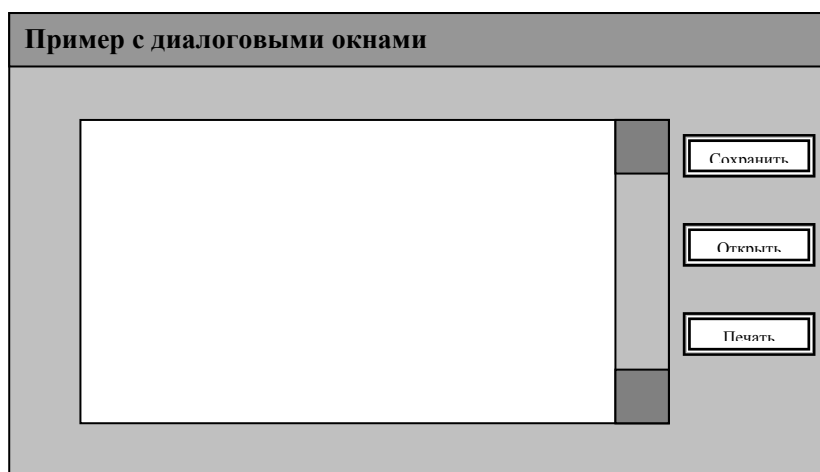 Пример с диалоговыми окнами
Сохранить
Открыть
Печать